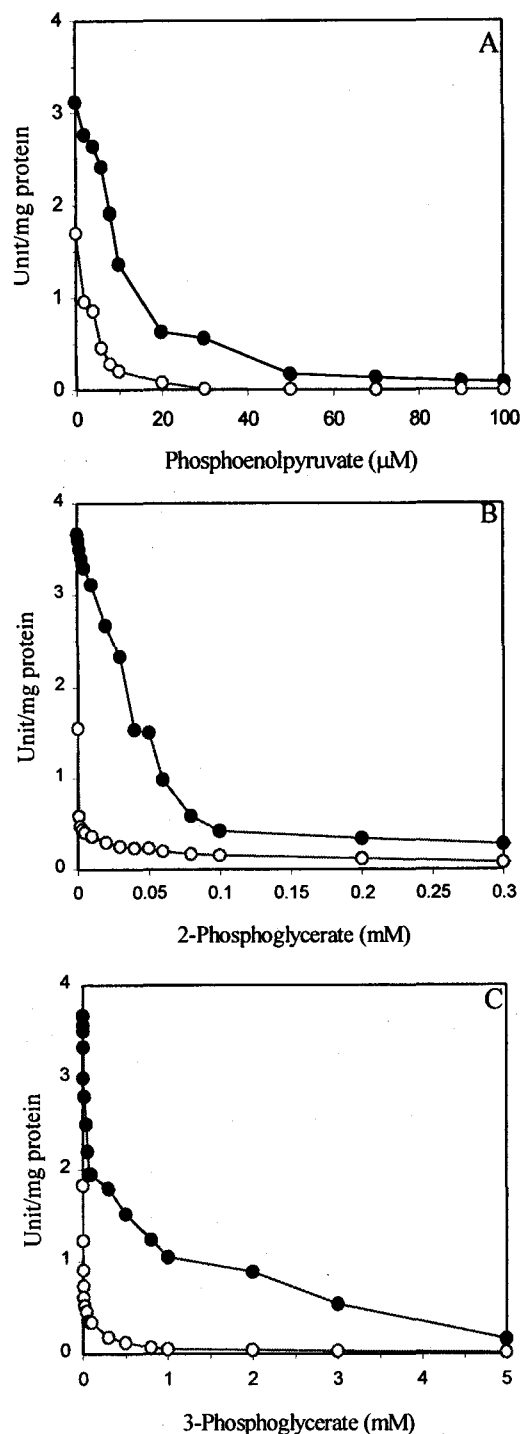 A
4
3
2
1
0
Unit/mg protein
0 20 40 60 80 100
Phosphoenolpyruvate (µM)
B
4
3
2
1
0
Unit/mg protein
0 0.05 0.1 0.15 0.2 0.25 0.3
2-Phosphoglycerate (mM)
C
4
3
2
1
0
Unit/mg protein
0 1 2 3 4 5
3-Phosphoglycerate (mM)